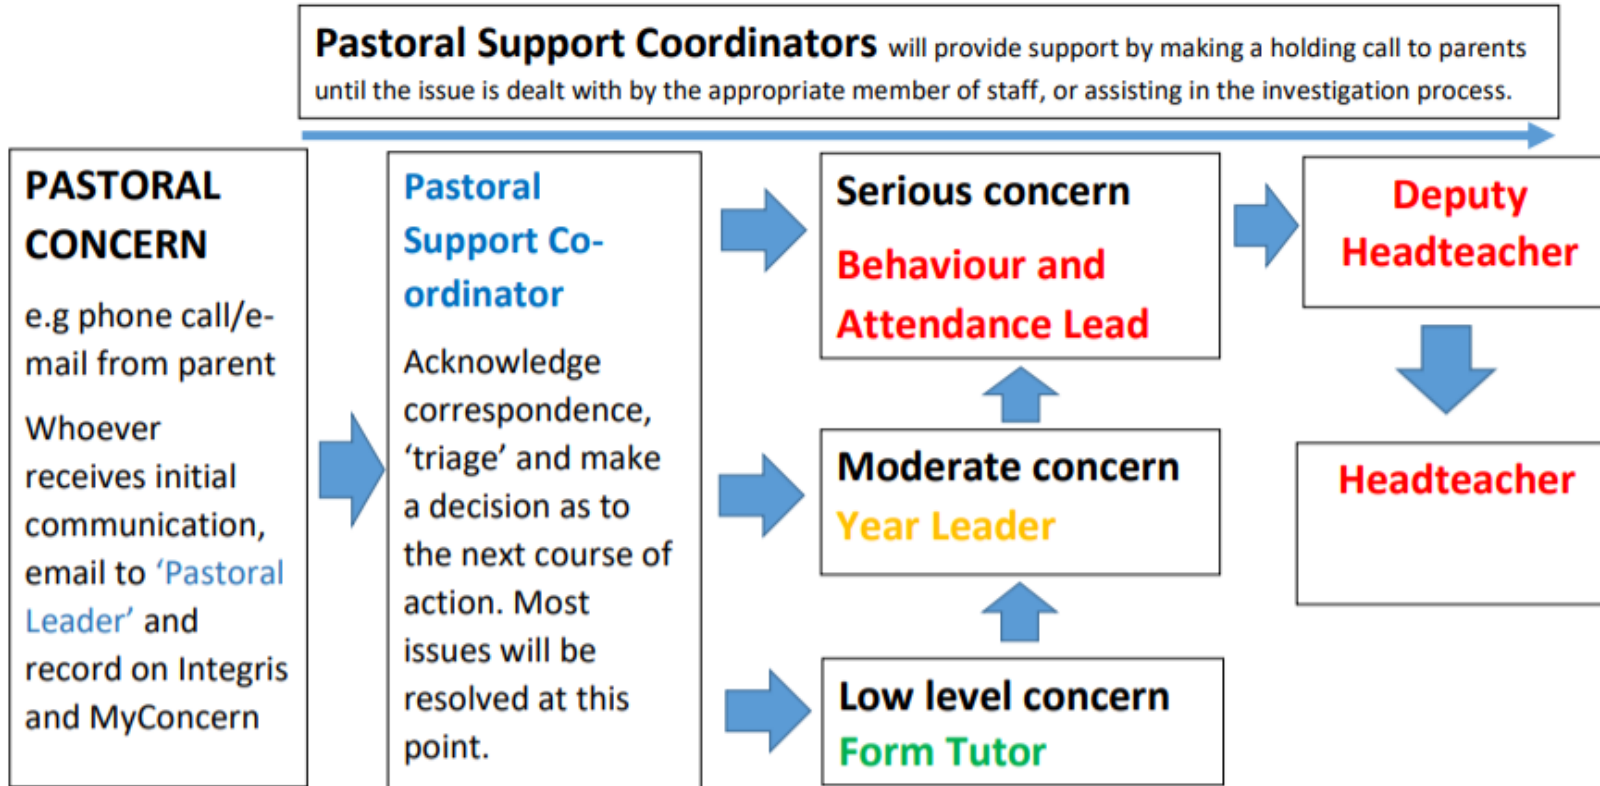 Pastoral Support Coordinators will provide support by making a holding call to parents
until the issue is dealt with by the appropriate member of staff, or assisting in the investigation process.
PASTORAL
CONCERN
e.g phone call/e-
mail from parent
Whoever
receives initial
communication,
email to ‘Pastoral
Leader’ and
record on Integris
and MyConcern
Pastoral
Support Co-
ordinator
Acknowledge
correspondence,
‘triage’ and make
a decision as to
the next course of
action. Most
issues will be
resolved at this
point.
Serious concern
Behaviour and
Attendance Lead
Moderate concern
Year Leader
Low level concern
Form Tutor
Deputy
Headteacher
Headteacher